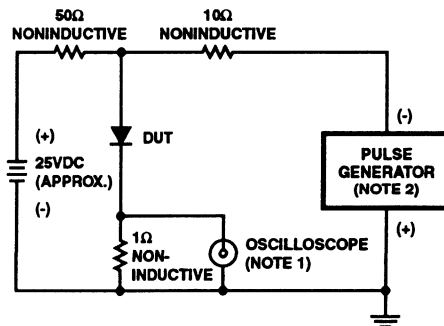 50Ω
NONINDUCTIVE
10Ω
NONINDUCTIVE
(+)
25VDC
(APPROX.)
(-)
DUT
1Ω
NON-
INDUCTIVE
OSCILLOSCOPE
(NOTE 1)
(-)
PULSE
GENERATOR
(NOTE 2)
(+)